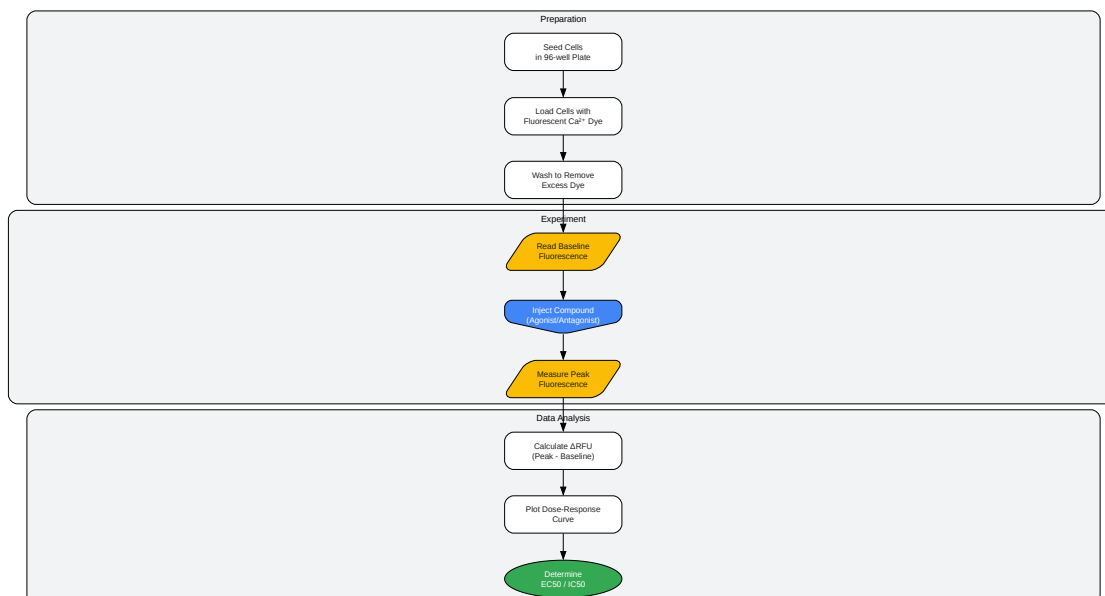 Preparation
Seed Cells
in 96-well Plate
Load Cells with
Fluorescent Ca²⁺ Dye
Wash to Remove
Excess Dye
Experiment
Read Baseline
Fluorescence
Inject Compound
(Agonist/Antagonist)
Measure Peak
Fluorescence
Data Analysis
Calculate ΔRFU
(Peak - Baseline)
Plot Dose-Response
Curve
Determine
EC50 / IC50